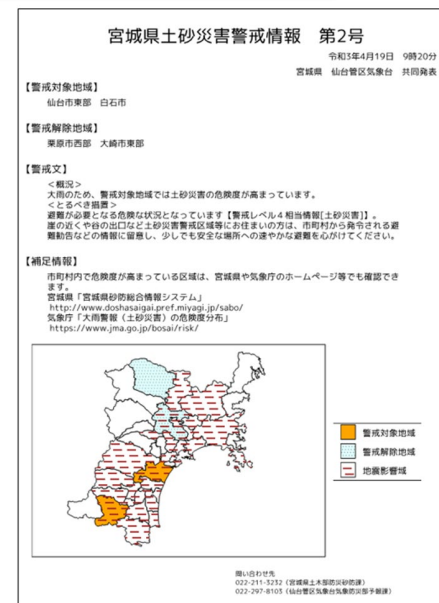 宮城県土砂災害警戒情報　第2号
令和3年4月19日　9時20分
宮城県　仙台管区気象台　共同発表
【警戒対象地域】
仙台市東部　白石市
【警戒解除地域】
栗原市西部　大崎市東部
【警戒文】
＜概況＞
大雨のため、警戒対象地域では土砂災害の危険度が高まっています。
＜とるべき措置＞
避難が必要となる危険な状況となっています【警戒レベル４相当情報[土砂災害]】。
崖の近くや谷の出口など土砂災害警戒区域等にお住まいの方は、市町村から発令される避
難勧告などの情報に留意し、少しでも安全な場所への速やかな避難を心がけてください。
【補足情報】
市町村内で危険度が高まっている区域は、宮城県や気象庁のホームページ等でも確認でき
ます。
宮城県「宮城県砂防総合情報システム」
http://www.doshasaigai.pref.miyagi.jp/sabo/
気象庁「大雨警報（土砂災害）の危険度分布」
https://www.jma.go.jp/bosai/risk/
警戒対象地域
警戒解除地域
地震影響域
問い合わせ先
022-211-3232（宮城県土木部防災砂防課）
022-297-8103（仙台管区気象台気象防災部予報課）